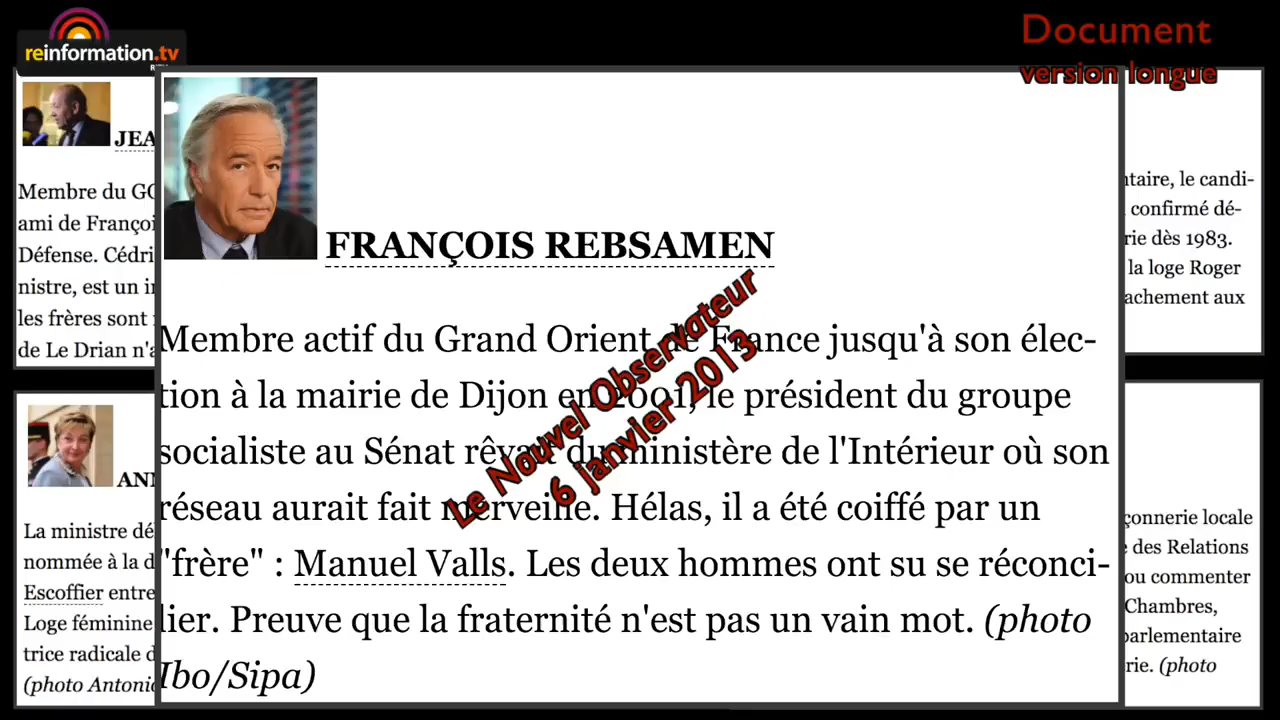 reinformation.tv
Document
version longue
JEA
Membre du GO
ami de Françoi
Défense. Cédri
nistre, est un i
les frères sont
de Le Drian n'a
ANN
La ministre dé
nommée à la d
Escoffier entre
Loge féminine
trice radicale d
(photo Antonio
FRANÇOIS REBSAMEN
Membre actif du Grand Orient de France jusqu'à son élec-
tion à la mairie de Dijon en 2001, le président du groupe
socialiste au Sénat rêvait du ministère de l'Intérieur où son
réseau aurait fait merveille. Hélas, il a été coiffé par un
"frère" : Manuel Valls. Les deux hommes ont su se réconci-
lier. Preuve que la fraternité n'est pas un vain mot. (photo
Ibo/Sipa)
Le Nouvel Observateur
6 janvier 2013
ntaire, le candi-
confirmé dé-
rie dès 1983.
la loge Roger
achement aux
çonnerie locale
des Relations
ou commenter
Chambres,
parlementaire
rie. (photo